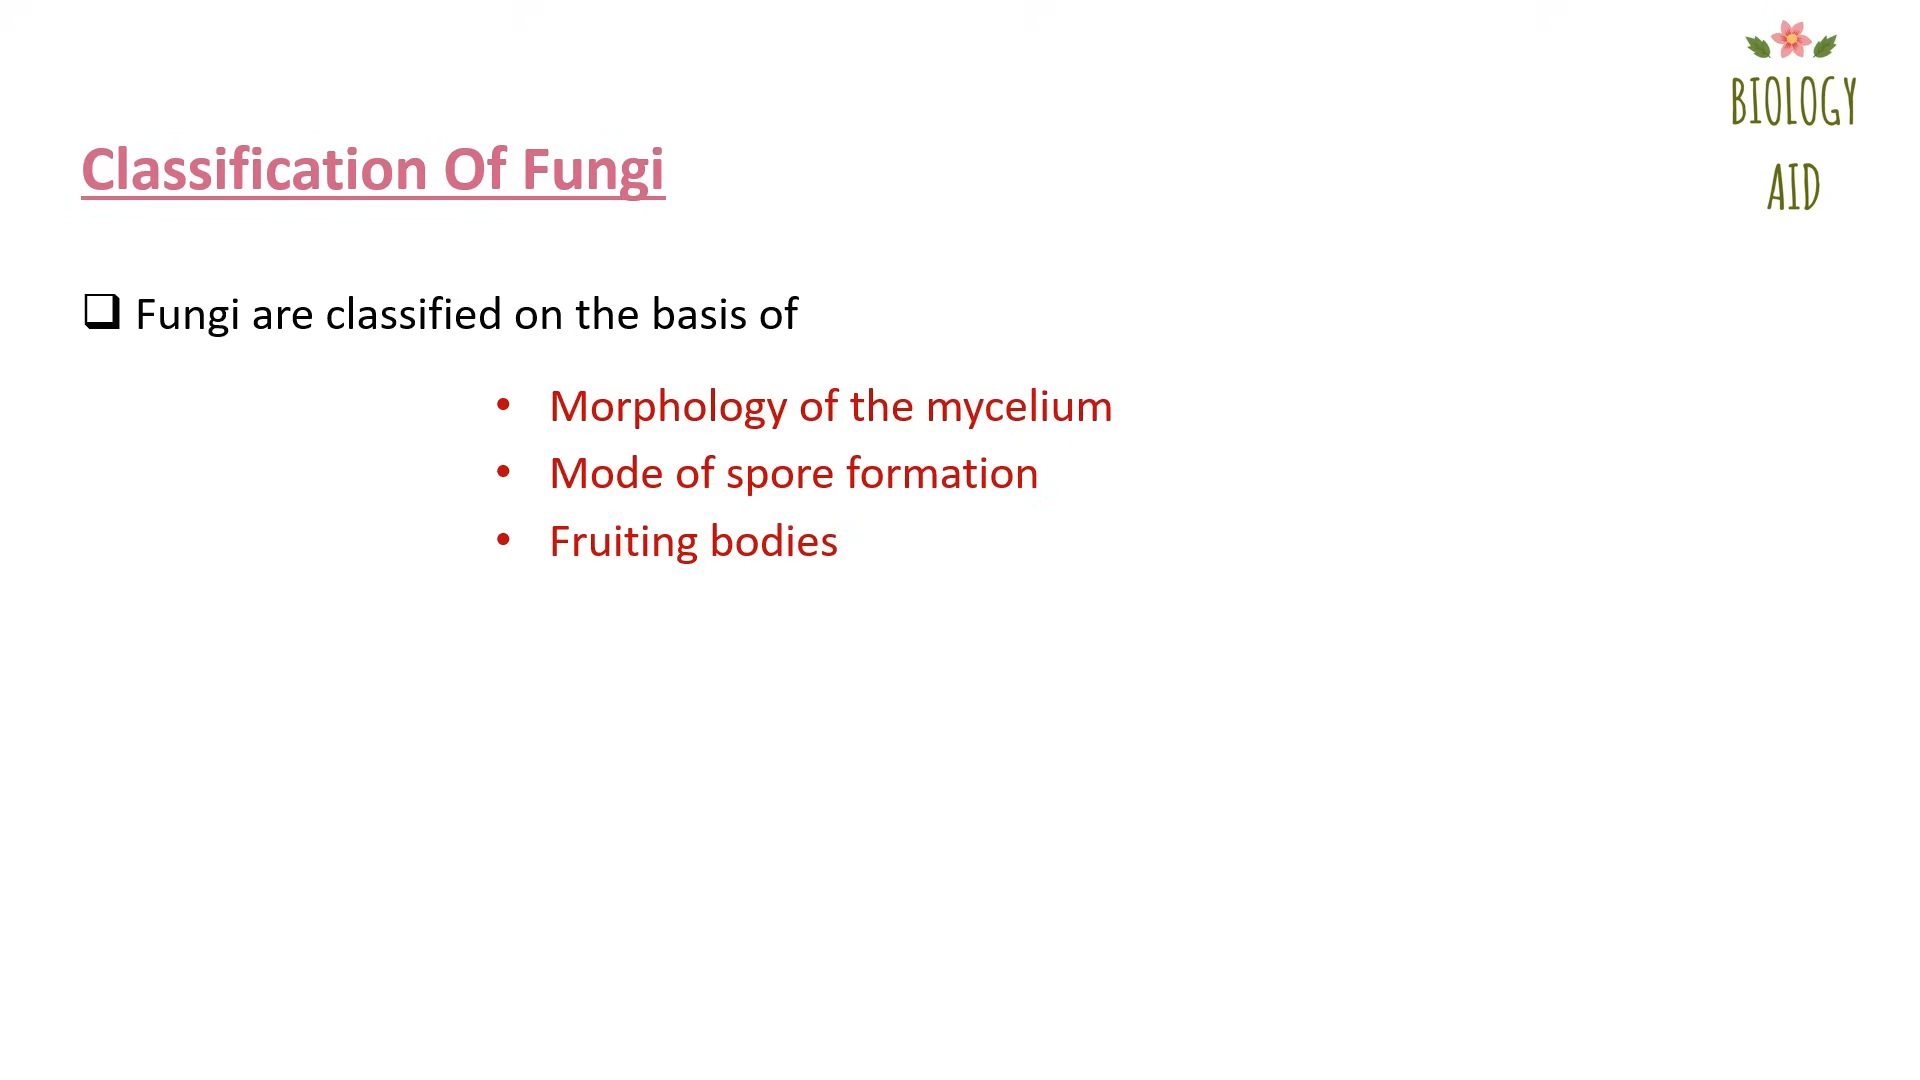 BIOLOGY
AID
Classification Of Fungi
❑ Fungi are classified on the basis of
• Morphology of the mycelium
• Mode of spore formation
• Fruiting bodies